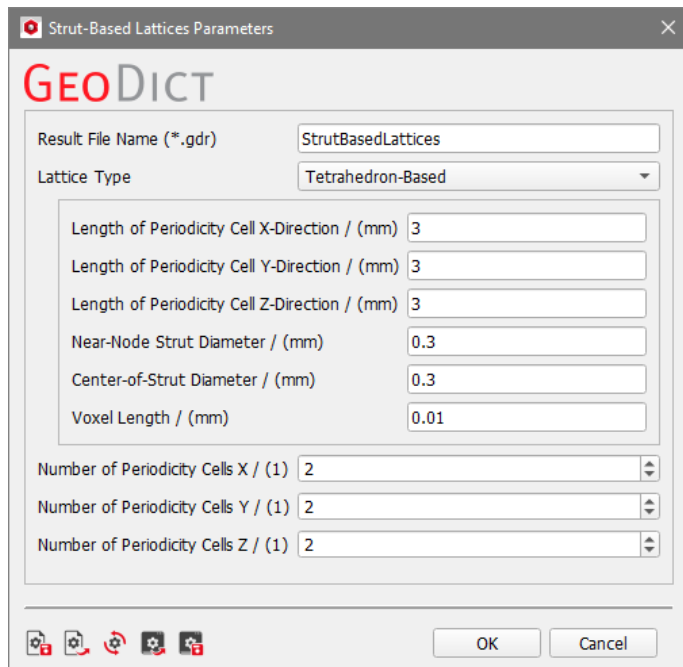 Strut-Based Lattices Parameters
GEODICT
Result File Name (*.gdr) StrutBasedLattices
Lattice Type Tetrahedron-Based
Length of Periodicity Cell X-Direction / (mm) 3
Length of Periodicity Cell Y-Direction / (mm) 3
Length of Periodicity Cell Z-Direction / (mm) 3
Near-Node Strut Diameter / (mm) 0.3
Center-of-Strut Diameter / (mm) 0.3
Voxel Length / (mm) 0.01
Number of Periodicity Cells X / (1) 2
Number of Periodicity Cells Y / (1) 2
Number of Periodicity Cells Z / (1) 2
OK Cancel